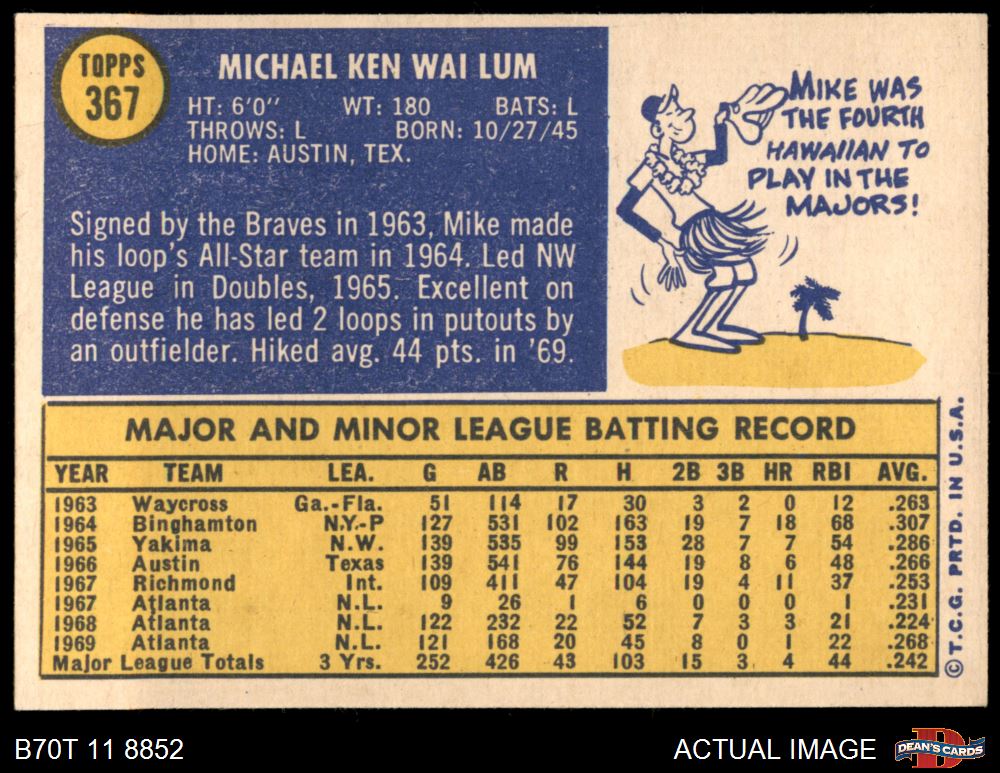 TOPPS
367
MICHAEL KEN WAI LUM
HT: 6'0" WT: 180 BATS: L
THROWS: L BORN: 10/27/45
HOME: AUSTIN, TEX.
Signed by the Braves in 1963, Mike made
his loop's All-Star team in 1964. Led NW
League in Doubles, 1965. Excellent on
defense he has led 2 loops in putouts by
an outfielder. Hiked avg. 44 pts. in '69.
MIKE WAS
THE FOURTH
HAWAIIAN TO
PLAY IN THE
MAJORS!
MAJOR AND MINOR LEAGUE BATTING RECORD
YEAR TEAM LEA. G AB R H 2B 3B HR RBI AVG.
1963 Waycross Ga.-Fla. 51 114 17 30 3 2 0 12 .263
1964 Binghamton N.Y.-P 127 531 102 163 19 7 18 68 .307
1965 Yakima N.W. 139 535 99 153 28 7 7 54 .286
1966 Austin Texas 139 541 76 144 19 8 6 48 .266
1967 Richmond Int. 109 411 47 104 19 4 11 37 .253
1967 Atlanta N.L. 9 26 1 6 0 0 0 1 .231
1968 Atlanta N.L. 122 232 22 52 7 3 3 21 .224
1969 Atlanta N.L. 121 168 20 45 8 0 1 22 .268
Major League Totals 3 Yrs. 252 426 43 103 15 3 4 44 .242
© T.C.G. PRTD. IN U.S.A.
B70T 11 8852
ACTUAL IMAGE
D
DEAN'S CARDS